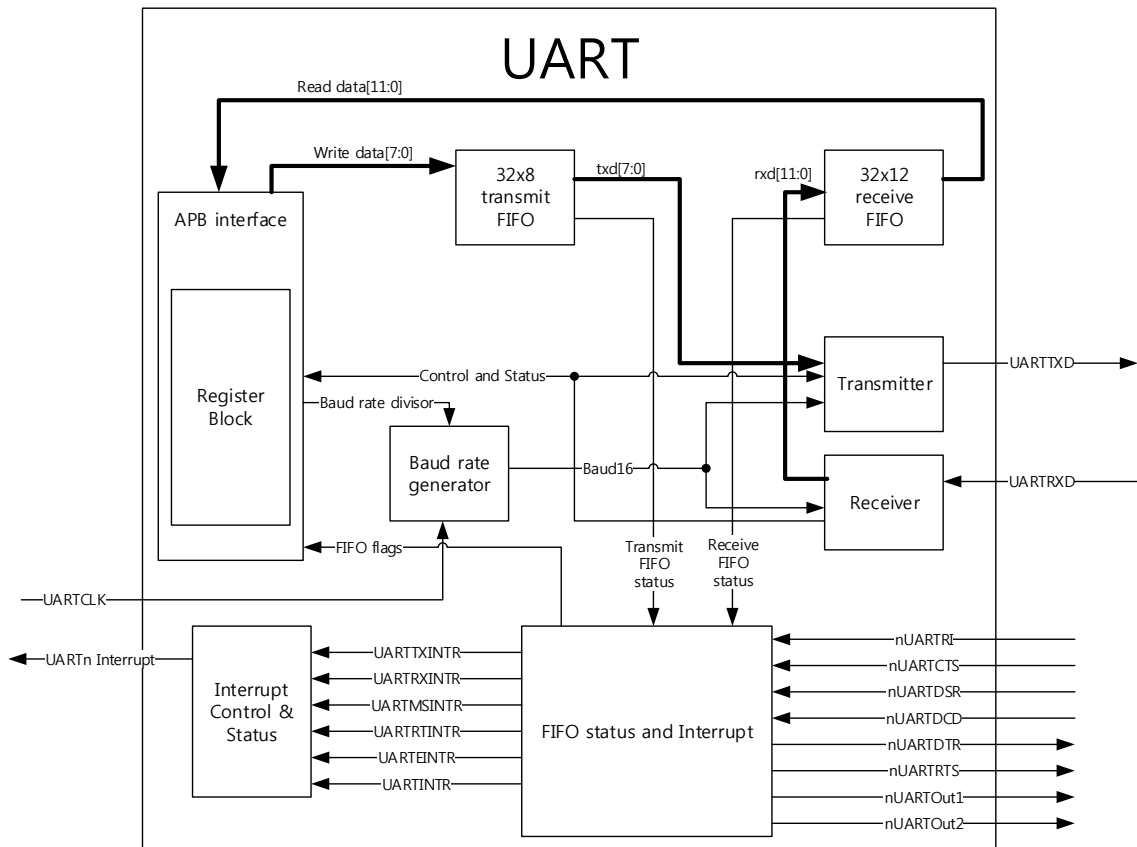 UART
Read data[11:0]
Write data[7:0]
32x8
transmit
FIFO
txd[7:0]
rxd[11:0]
32x12
receive
FIFO
APB interface
Register
Block
Control and Status
Baud rate divisor
Baud rate
generator
Baud16
Transmitter
UARTTXD
Receiver
UARTRXD
FIFO flags
Transmit
FIFO
status
Receive
FIFO
status
UARTCLK
UARTn Interrupt
Interrupt
Control &
Status
UARTTXINTR
UARTRXINTR
UARTMSINTR
UARTRTINTR
UARTEINTR
UARTINTR
FIFO status and Interrupt
nUARTRI
nUARTCTS
nUARTDSR
nUARTDCD
nUARTDTR
nUARTRTS
nUARTOut1
nUARTOut2